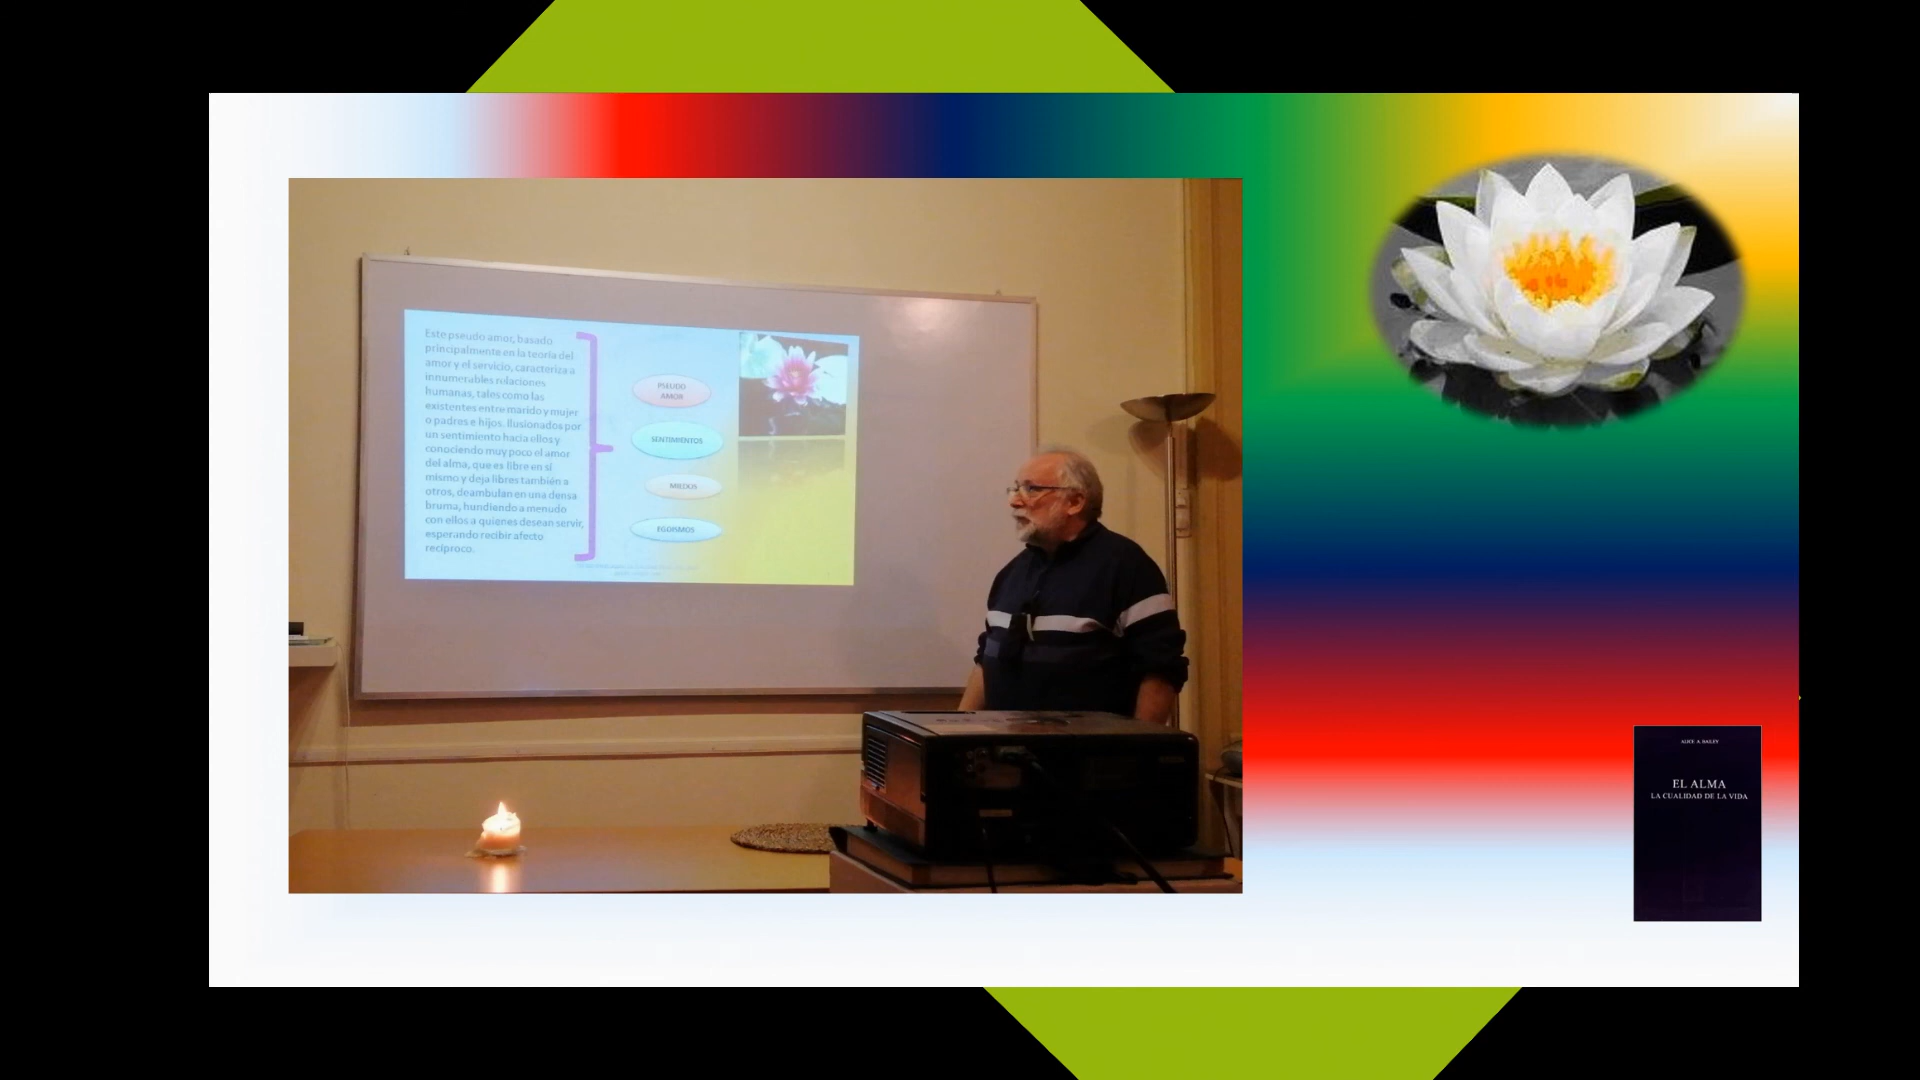 Este pseudo amor, basado
principalmente en la teoría del
amor y el servicio, caracteriza a
innumerables relaciones
humanas, tales como las
existentes entre marido y mujer
o padres e hijos. Ilusionados por
un sentimiento hacia ellos y
conociendo muy poco el amor
del alma, que es libre en sí
mismo y deja libres también a
otros, deambulan en una densa
bruma, hundiendo a menudo
con ellos a quienes desean servir,
esperando recibir afecto
recíproco.
PSEUDO
AMOR
SENTIMIENTOS
MIEDOS
EGOISMOS
ALICE A. BAILEY
EL ALMA
LA CUALIDAD DE LA VIDA